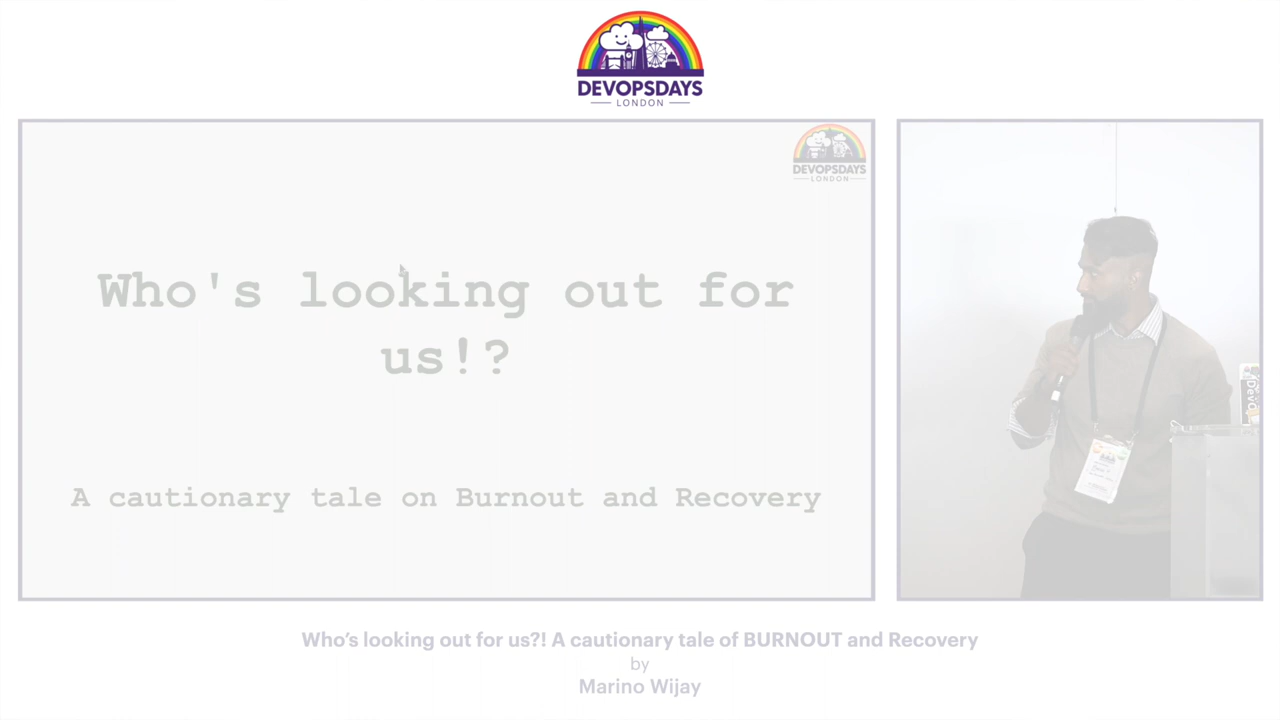 DEVOPSDAYS
LONDON
DEVOPSDAYS
LONDON
Who's looking out for
us!?
A cautionary tale on Burnout and Recovery
Who’s looking out for us?! A cautionary tale of BURNOUT and Recovery
by
Marino Wijay